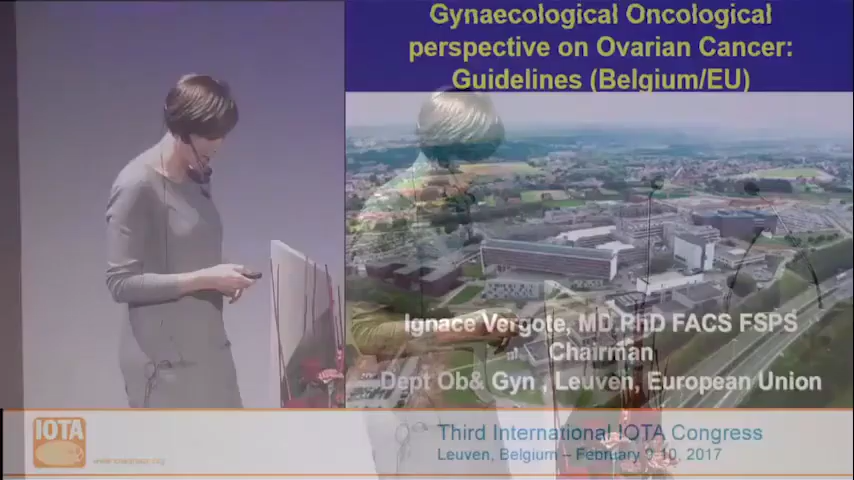 Gynaecological Oncological
perspective on Ovarian Cancer:
Guidelines (Belgium/EU)
Ignace Vergote, MD PhD FACS FSPS
Chairman
Dept Ob& Gyn , Leuven, European Union
IOTA
Third International IOTA Congress
Leuven, Belgium – February 9-10, 2017